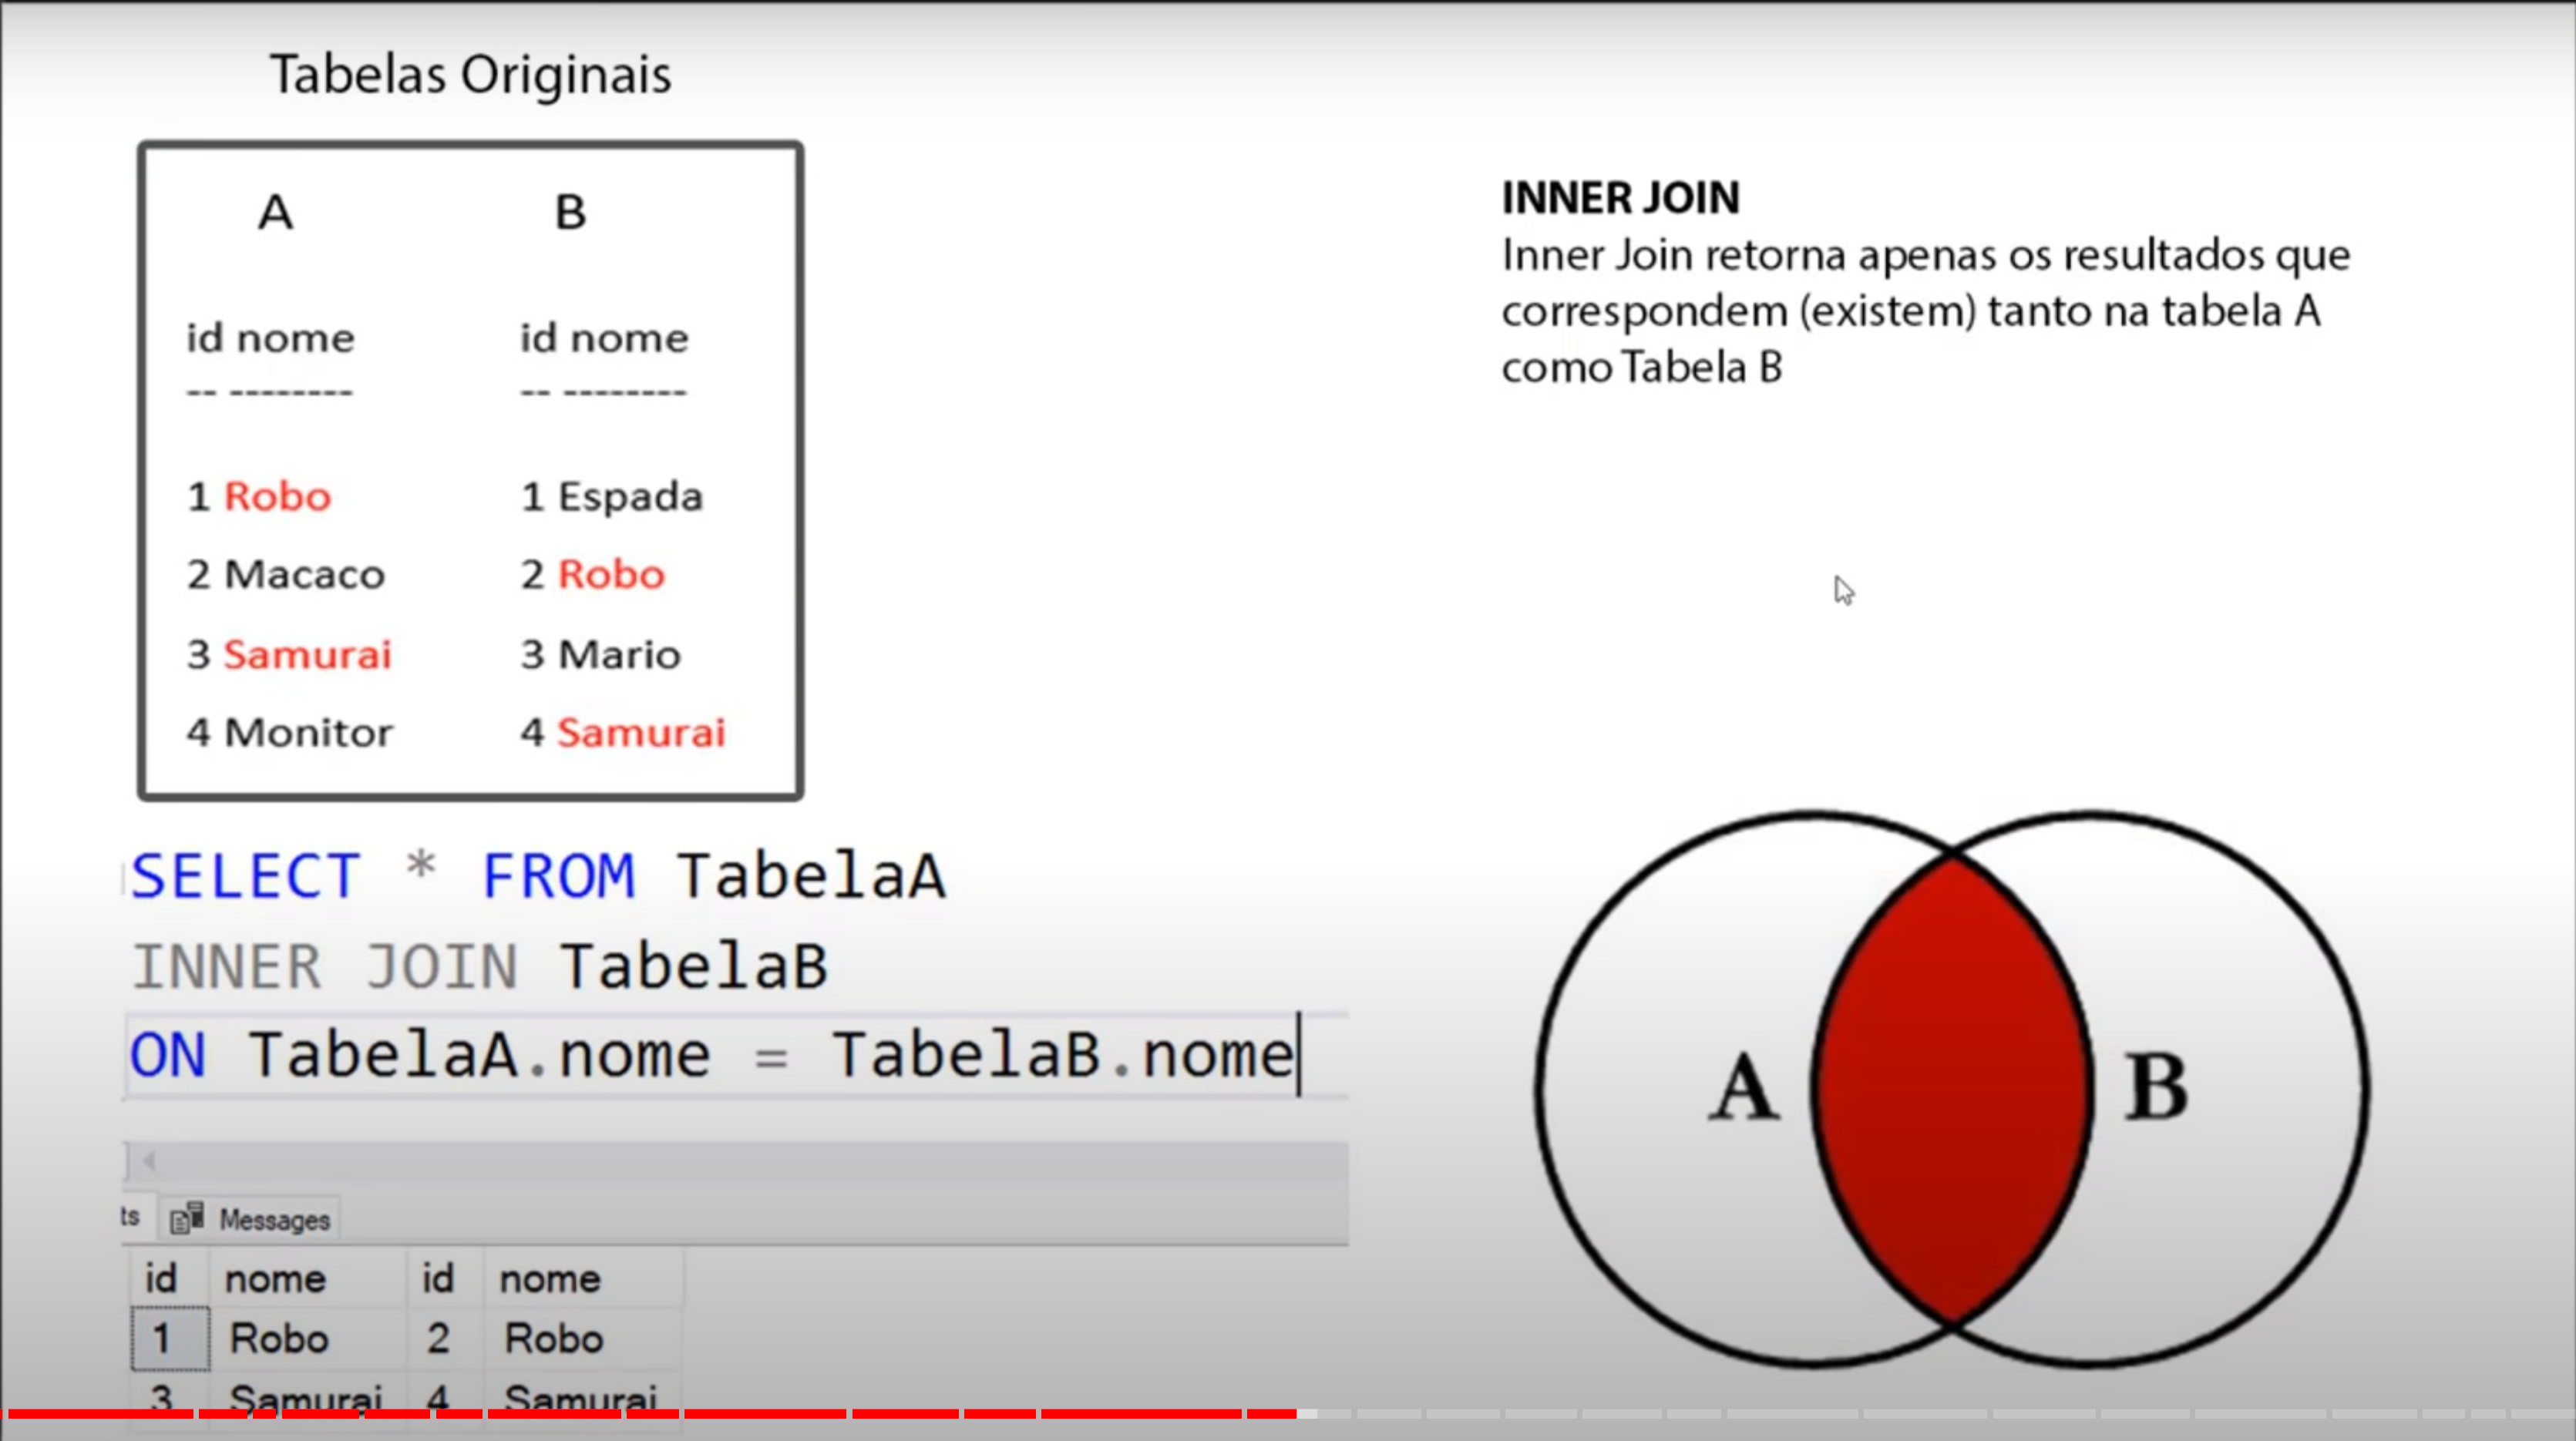 Tabelas Originais
A B
id nome id nome
-- -------- -- --------
1 Robo 1 Espada
2 Macaco 2 Robo
3 Samurai 3 Mario
4 Monitor 4 Samurai
SELECT * FROM TabelaA
INNER JOIN TabelaB
ON TabelaA.nome = TabelaB.nome
ts Messages
id nome id nome
1 Robo 2 Robo
3 Samurai 4 Samurai
INNER JOIN
Inner Join retorna apenas os resultados que
correspondem (existem) tanto na tabela A
como Tabela B
A B